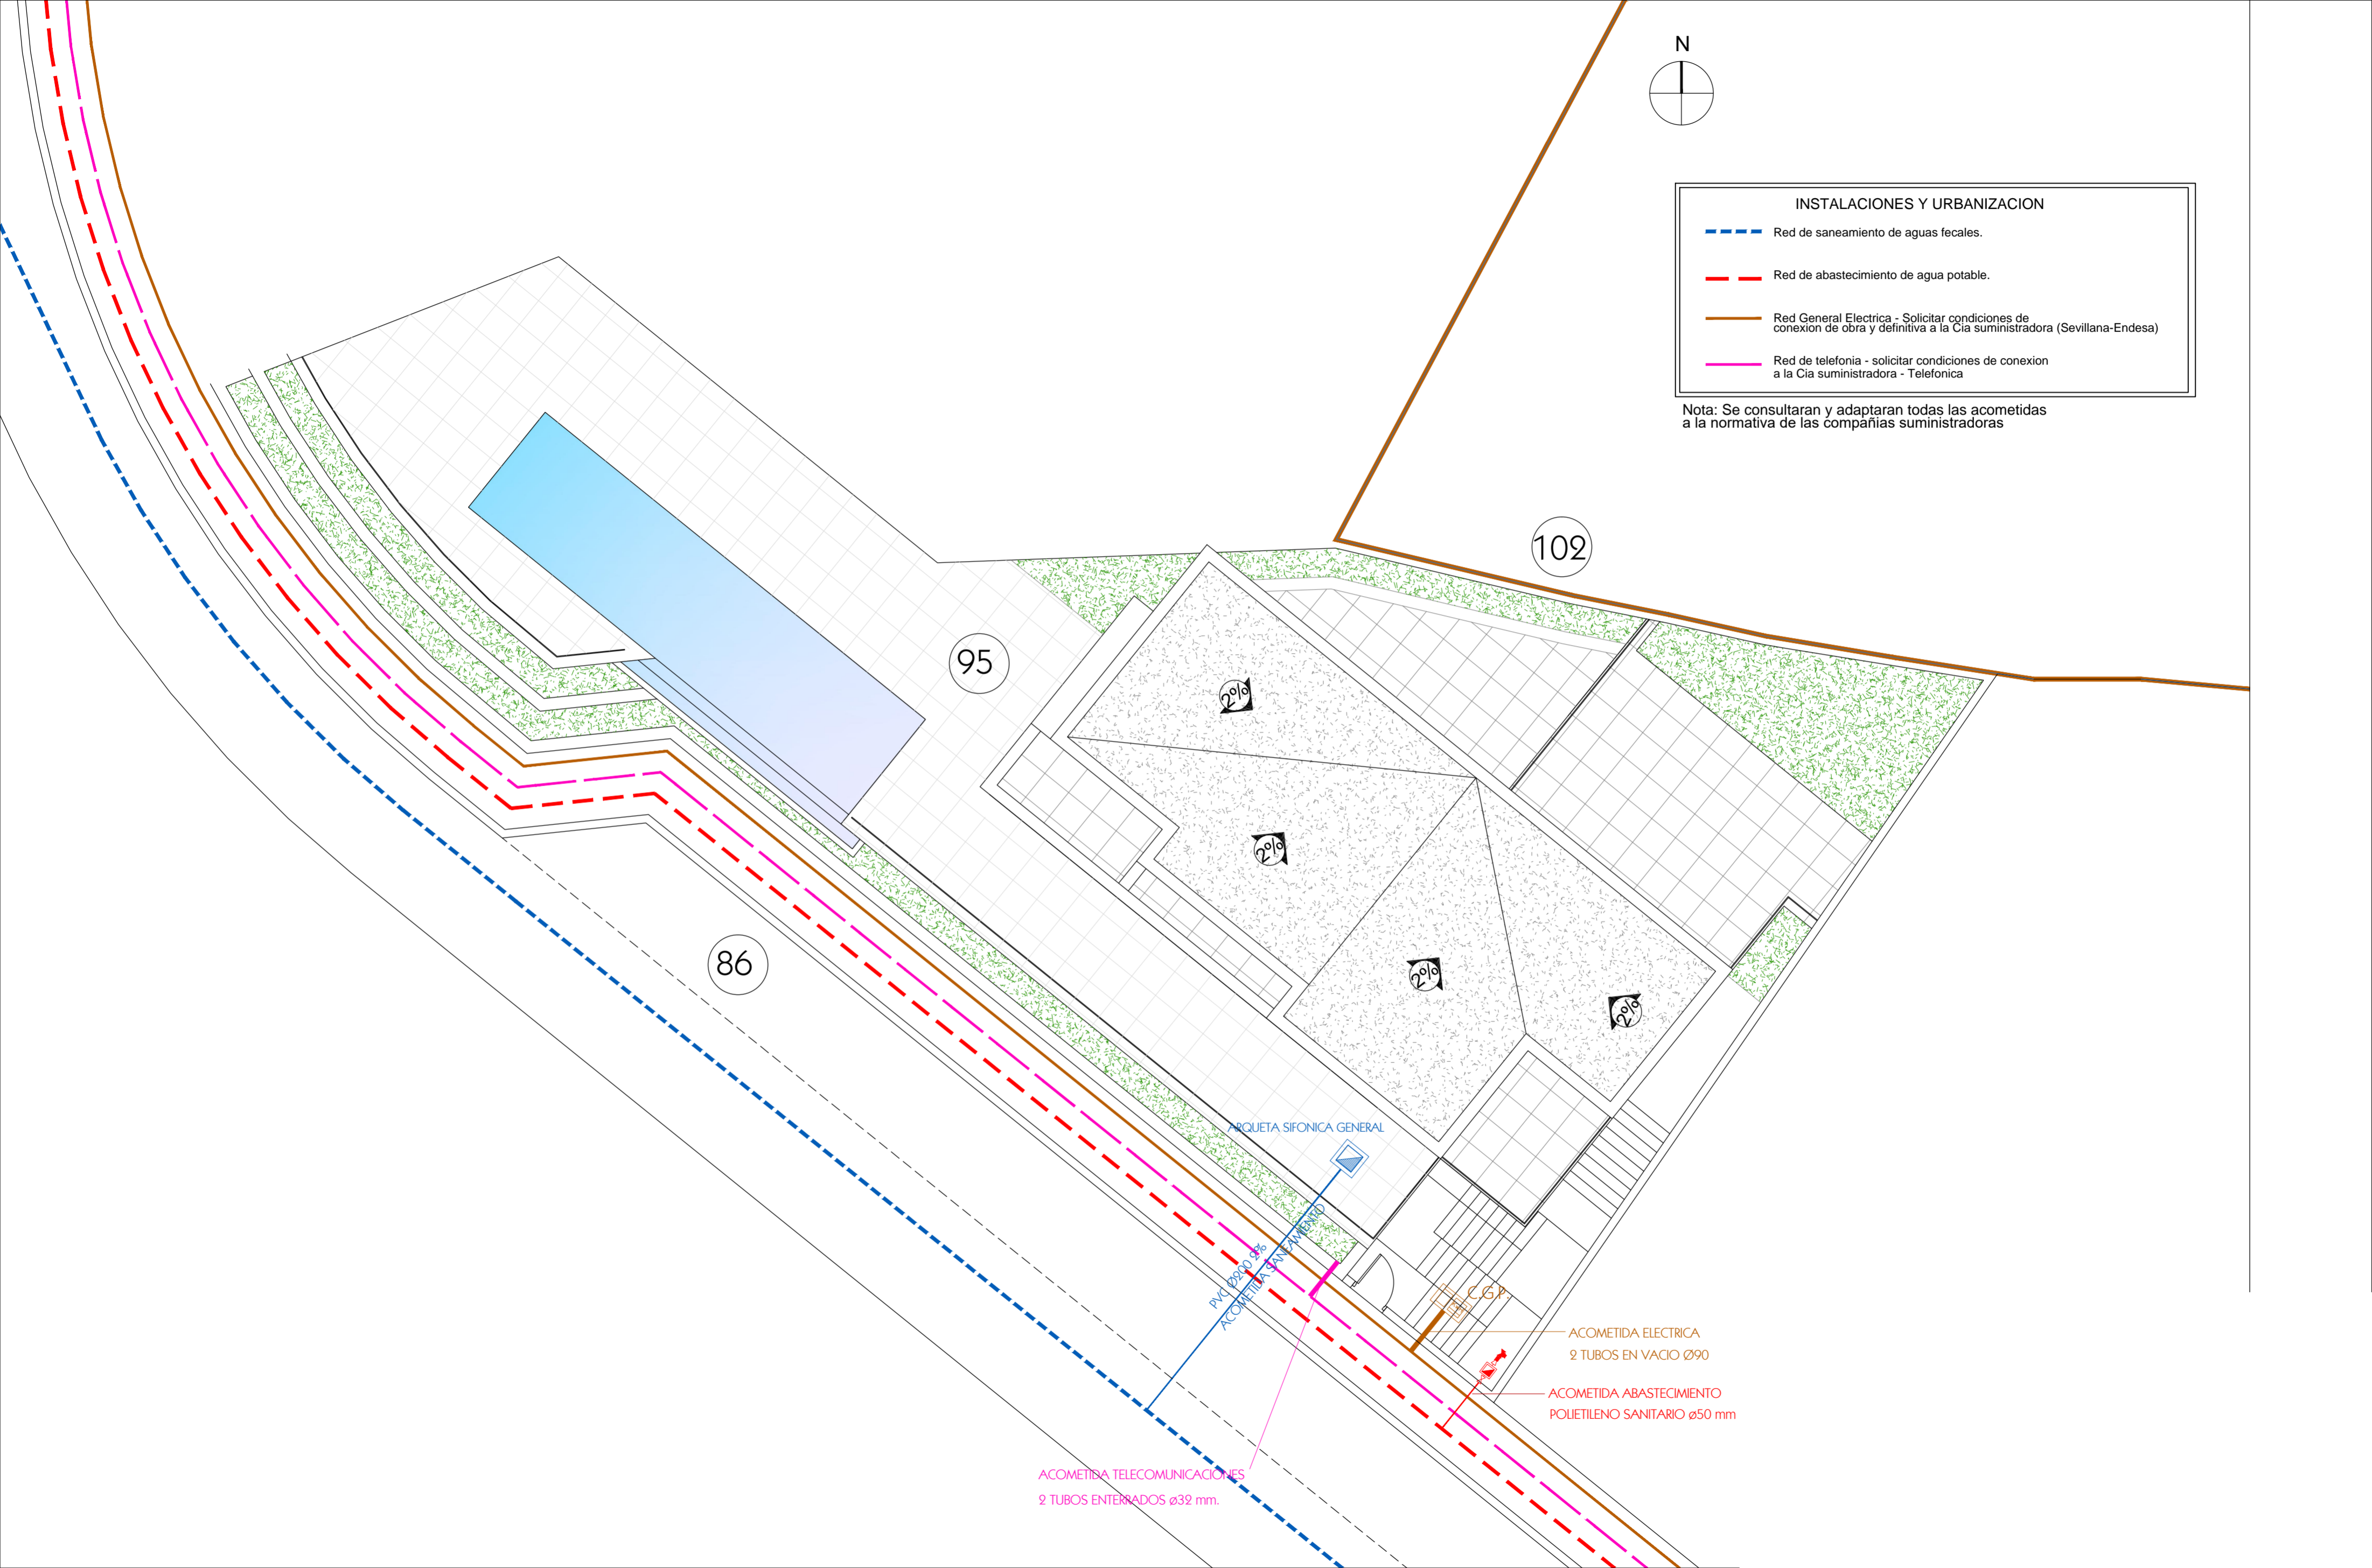 N
INSTALACIONES Y URBANIZACION
Red de saneamiento de aguas fecales.
Red de abastecimiento de agua potable.
Red General Electrica - Solicitar condiciones de
conexion de obra y definitiva a la Cia suministradora (Sevillana-Endesa)
Red de telefonia - solicitar condiciones de conexion
a la Cia suministradora - Telefonica
Nota: Se consultaran y adaptaran todas las acometidas
a la normativa de las compañias suministradoras
102
95
2%
2%
86
2%
2%
ARQUETA SIFONICA GENERAL
PVC Ø200 2%
ACOMETIDA SANEAMIENTO
C.G.P.
ACOMETIDA ELECTRICA
2 TUBOS EN VACIO Ø90
ACOMETIDA ABASTECIMIENTO
POLIETILENO SANITARIO ø50 mm
ACOMETIDA TELECOMUNICACIONES
2 TUBOS ENTERRADOS ø32 mm.